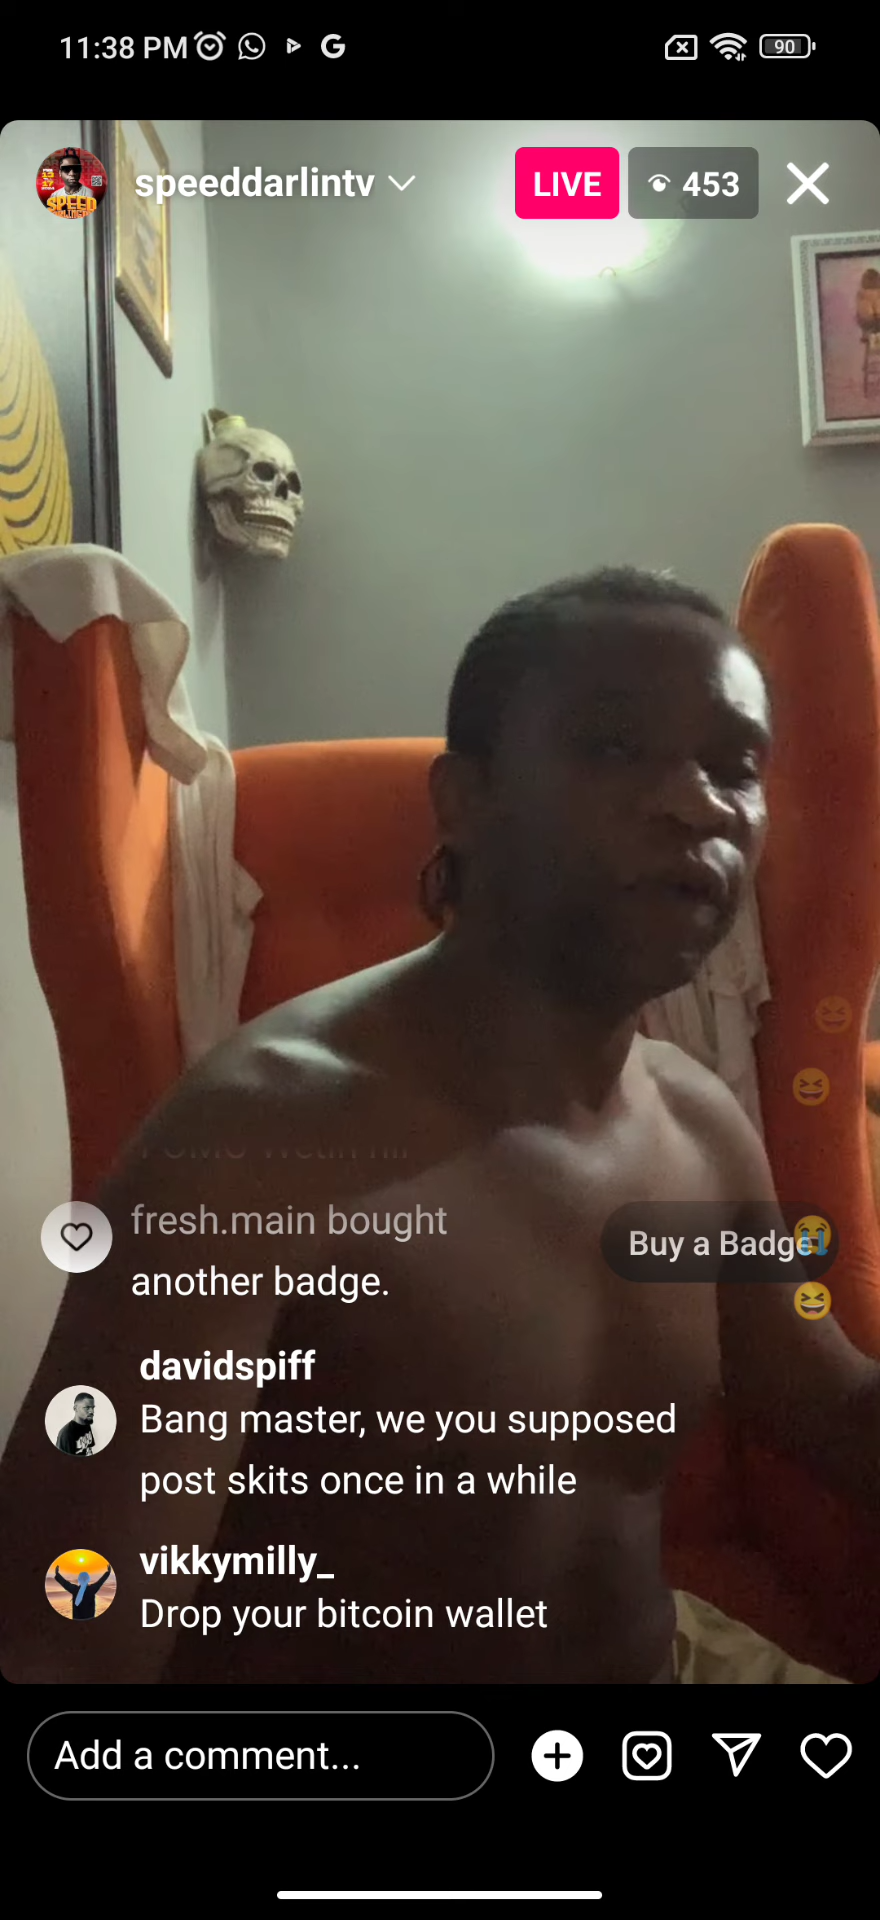 11:38 PM
90
speeddarlintv
LIVE
453
SPEED
fresh.main bought
another badge.
Buy a Badge
davidspiff
Bang master, we you supposed
post skits once in a while
vikkymilly_
Drop your bitcoin wallet
Add a comment...